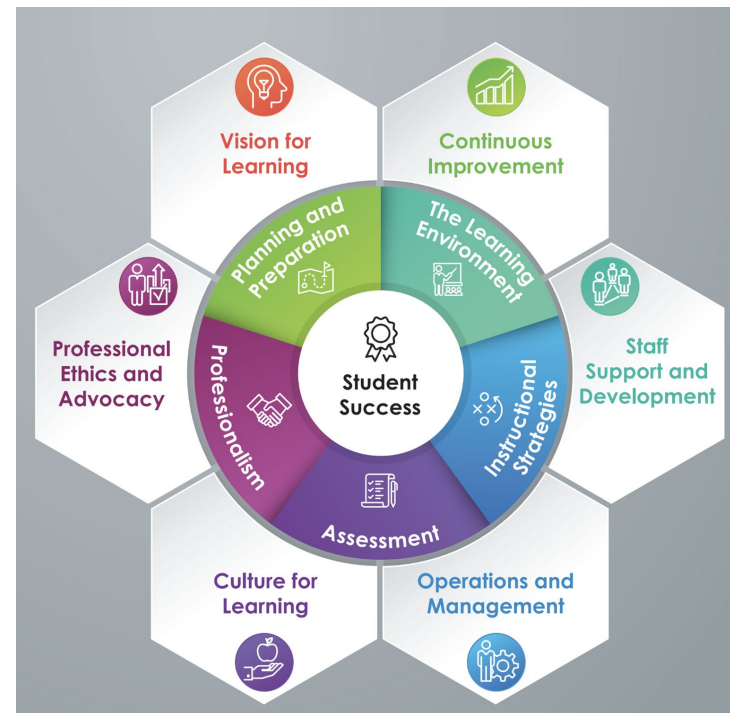 Vision for
Learning
Continuous
Improvement
Planning and
Preparation
The Learning
Environment
Professional
Ethics and
Advocacy
Professionalism
Student
Success
Instructional
Strategies
Staff
Support and
Development
Assessment
Culture for
Learning
Operations and
Management